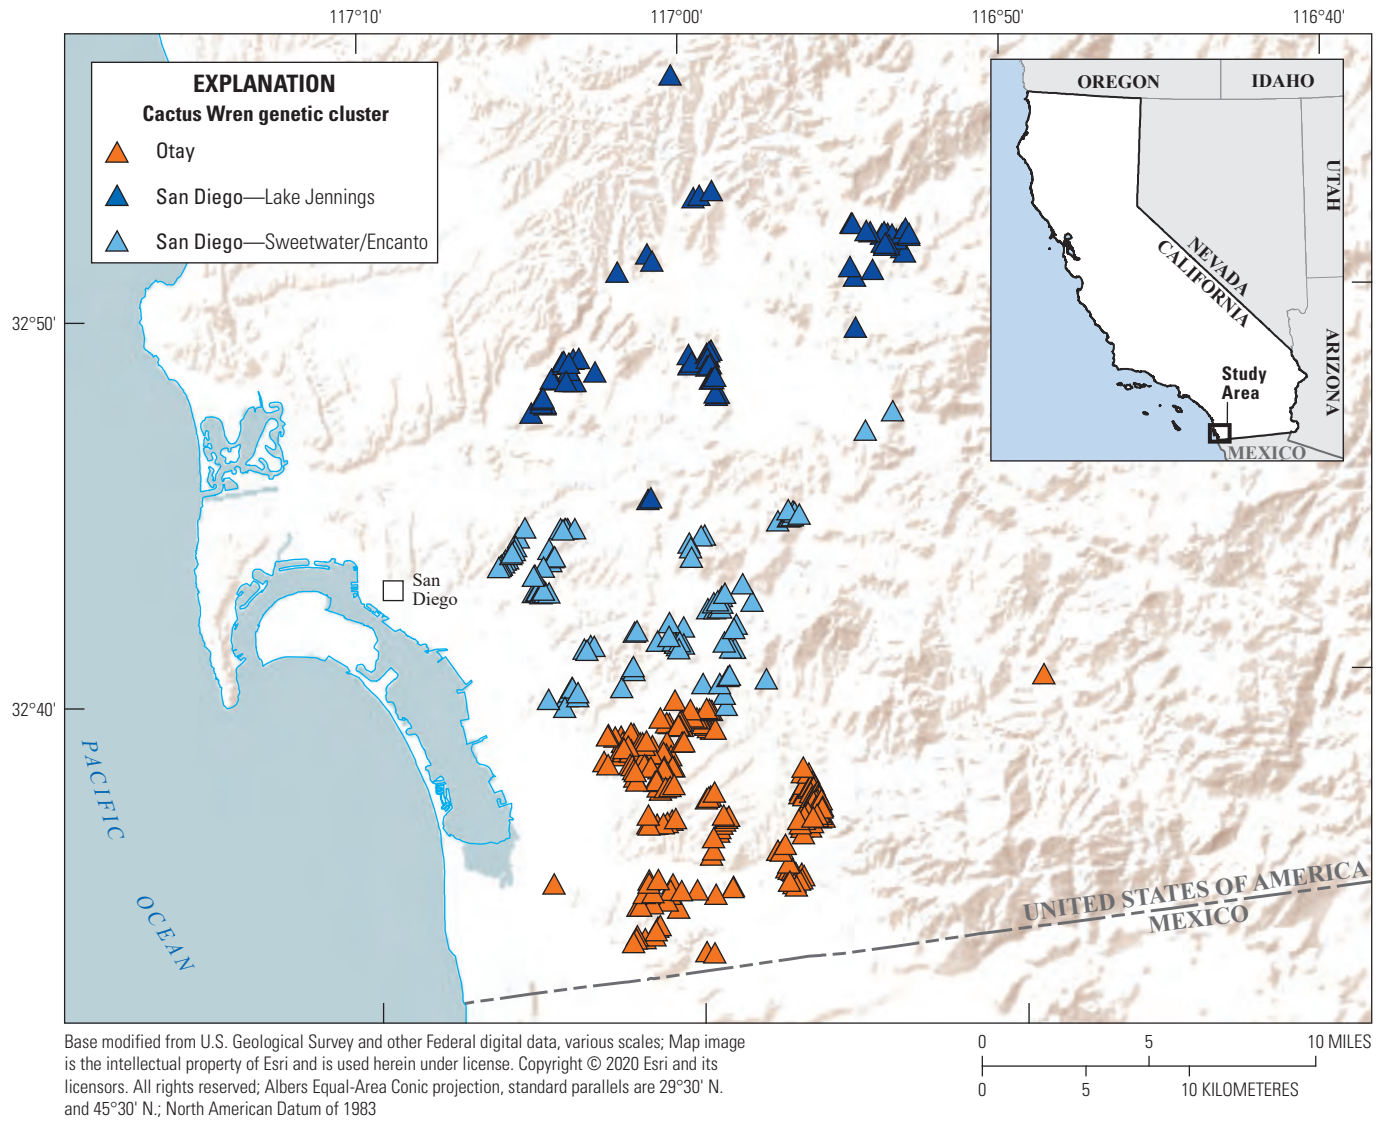 117°10'
117°00'
116°50'
116°40'
EXPLANATION
Cactus Wren genetic cluster
Otay
San Diego—Lake Jennings
San Diego—Sweetwater/Encanto
OREGON
IDAHO
UTAH
NEVADA
CALIFORNIA
ARIZONA
Study
Area
MEXICO
32°50'
San
Diego
32°40'
PACIFIC
OCEAN
UNITED STATES OF AMERICA
MEXICO
Base modified from U.S. Geological Survey and other Federal digital data, various scales; Map image
is the intellectual property of Esri and is used herein under license. Copyright © 2020 Esri and its
licensors. All rights reserved; Albers Equal-Area Conic projection, standard parallels are 29°30' N.
and 45°30' N.; North American Datum of 1983
0 5 10 MILES
0 5 10 KILOMETERES